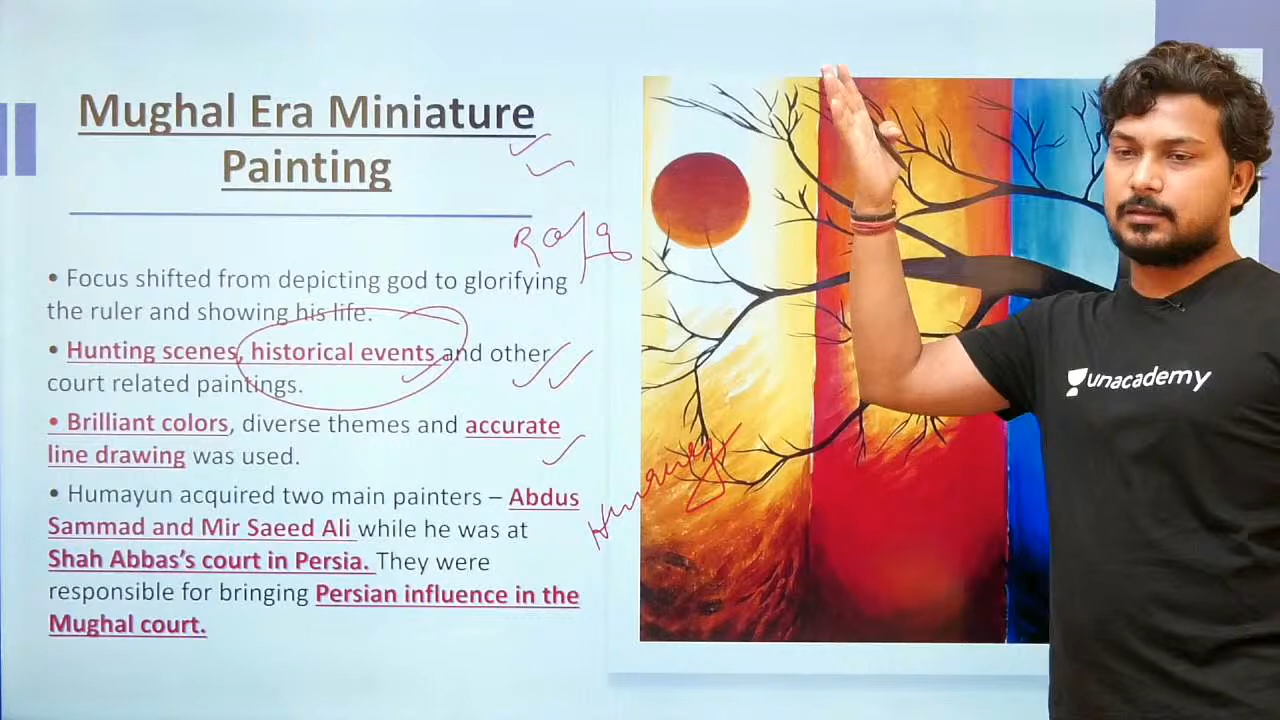 Mughal Era Miniature
Painting
Raja
• Focus shifted from depicting god to glorifying
the ruler and showing his life.
• Hunting scenes, historical events and other
court related paintings.
• Brilliant colors, diverse themes and accurate
line drawing was used.
• Humayun acquired two main painters – Abdus
Sammad and Mir Saeed Ali while he was at
Shah Abbas's court in Persia. They were
responsible for bringing Persian influence in the
Mughal court.
unacademy